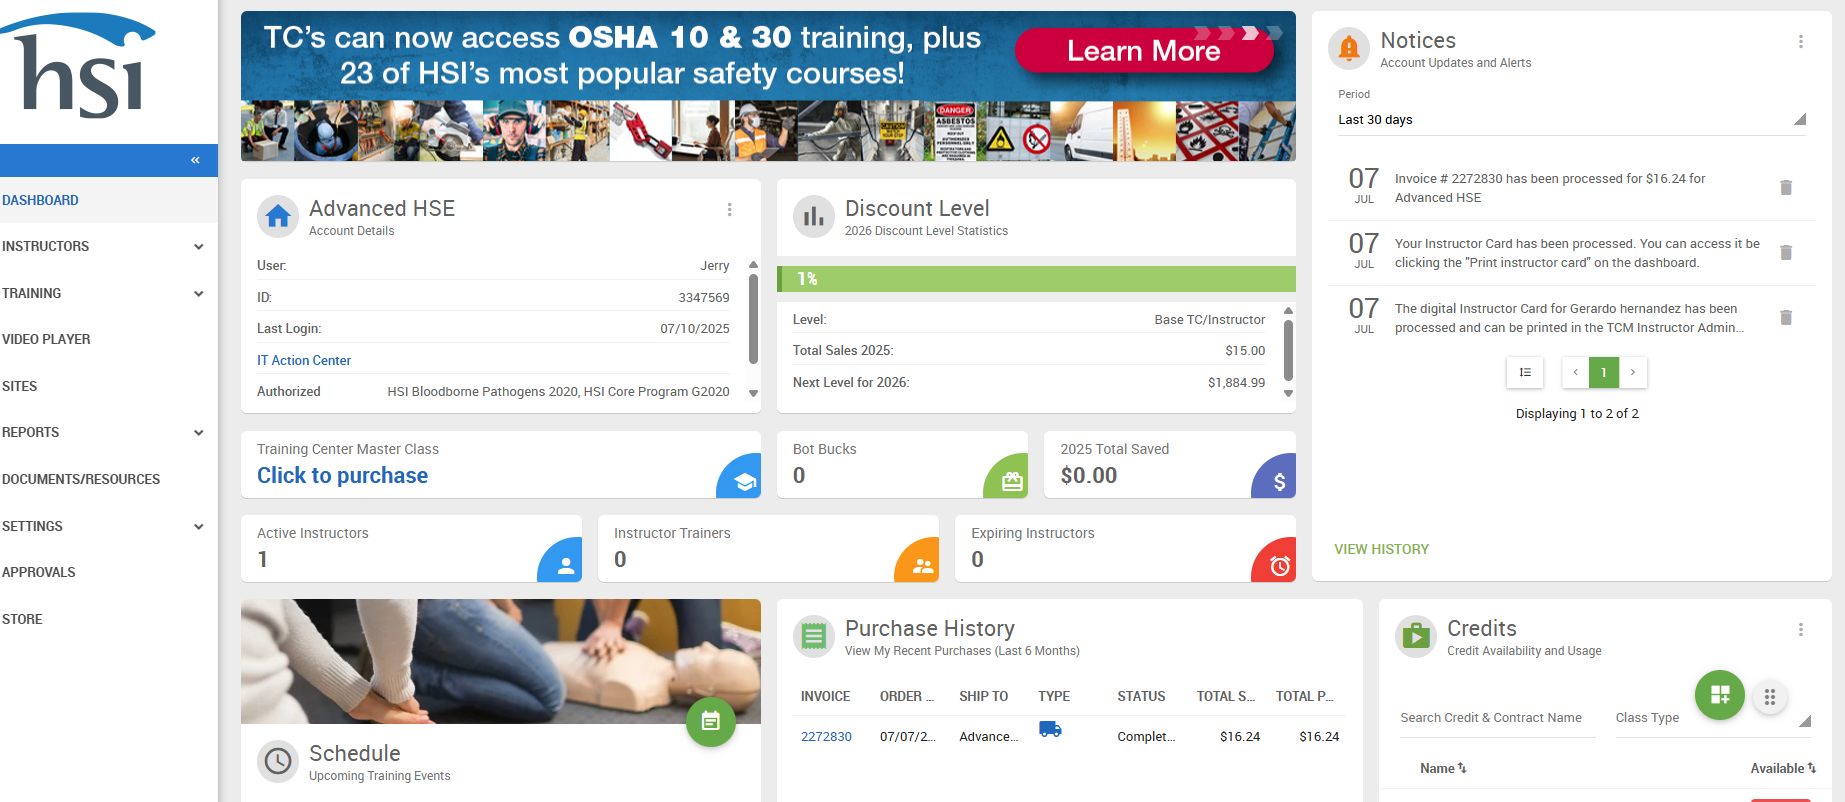 hsi
«
DASHBOARD
INSTRUCTORS
TRAINING
VIDEO PLAYER
SITES
REPORTS
DOCUMENTS/RESOURCES
SETTINGS
APPROVALS
STORE
TC's can now access OSHA 10 & 30 training, plus
23 of HSI's most popular safety courses!
Learn More
DANGER
ASBESTOS
Advanced HSE
Account Details
User: Jerry
ID: 3347569
Last Login: 07/10/2025
IT Action Center
Authorized HSI Bloodborne Pathogens 2020, HSI Core Program G2020
Discount Level
2026 Discount Level Statistics
1%
Level: Base TC/Instructor
Total Sales 2025: $15.00
Next Level for 2026: $1,884.99
Training Center Master Class
Click to purchase
Bot Bucks
0
2025 Total Saved
$0.00
$
Active Instructors
1
Instructor Trainers
0
Expiring Instructors
0
Notices
Account Updates and Alerts
Period
Last 30 days
07 JUL
Invoice # 2272830 has been processed for $16.24 for
Advanced HSE
07 JUL
Your Instructor Card has been processed. You can access it be
clicking the "Print instructor card" on the dashboard.
07 JUL
The digital Instructor Card for Gerardo hernandez has been
processed and can be printed in the TCM Instructor Admin...
‹ 1 ›
Displaying 1 to 2 of 2
VIEW HISTORY
Schedule
Upcoming Training Events
Purchase History
View My Recent Purchases (Last 6 Months)
INVOICE ORDER ... SHIP TO TYPE STATUS TOTAL S... TOTAL P...
2272830 07/07/2... Advance... Complet... $16.24 $16.24
Credits
Credit Availability and Usage
Search Credit & Contract Name Class Type
Name Available